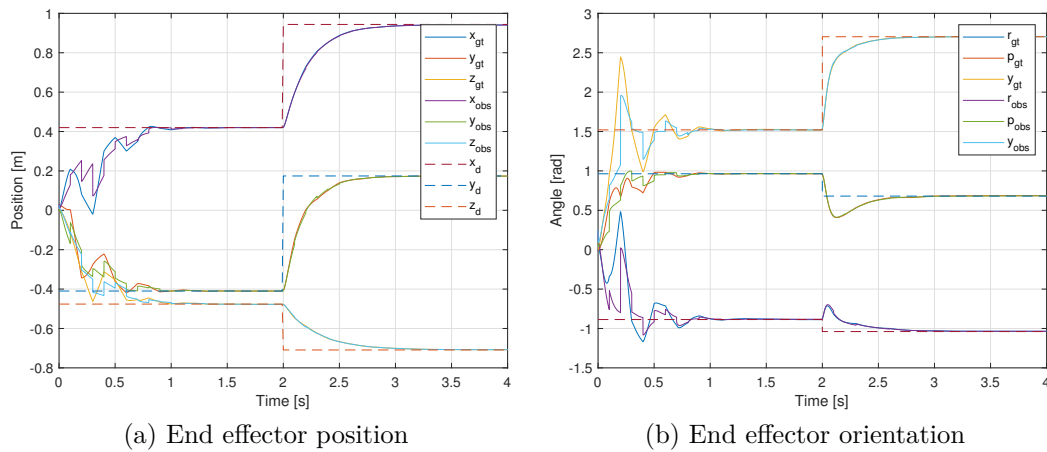 1
0.8
0.6
0.4
0.2
0
-0.2
-0.4
-0.6
-0.8
Position [m]
0 0.5 1 1.5 2 2.5 3 3.5 4
Time [s]
x_gt
y_gt
z_gt
x_obs
y_obs
z_obs
x_d
y_d
z_d
(a) End effector position
3
2.5
2
1.5
1
0.5
0
-0.5
-1
-1.5
Angle [rad]
0 0.5 1 1.5 2 2.5 3 3.5 4
Time [s]
r_gt
p_gt
y_gt
r_obs
p_obs
y_obs
(b) End effector orientation